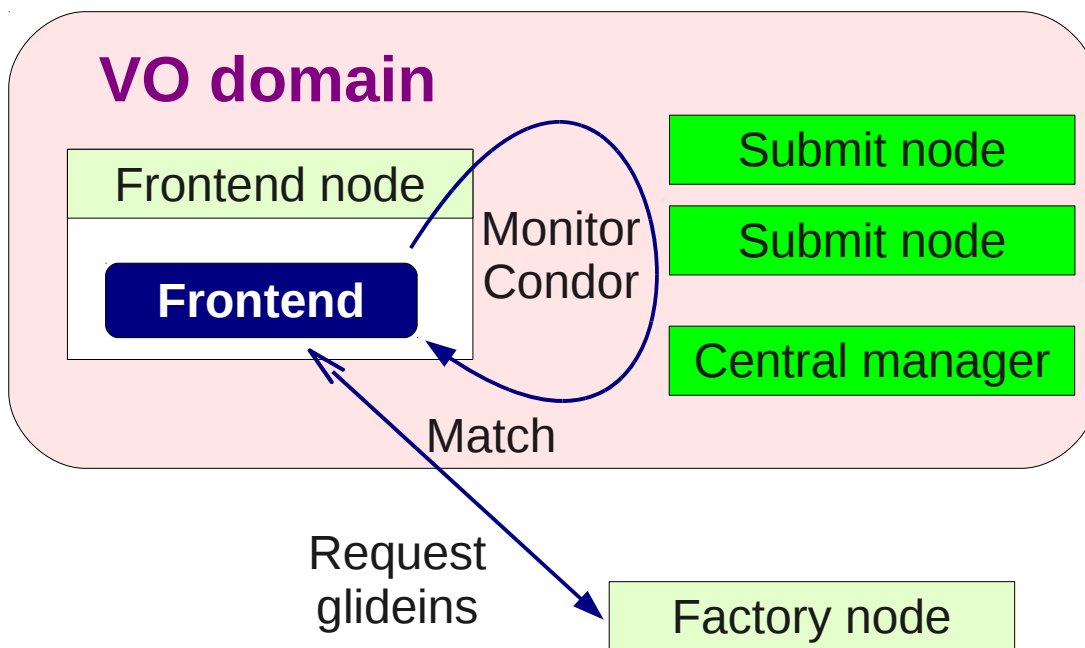 VO domain
Frontend node
Frontend
Monitor
Condor
Submit node
Submit node
Central manager
Match
Request
glideins
Factory node